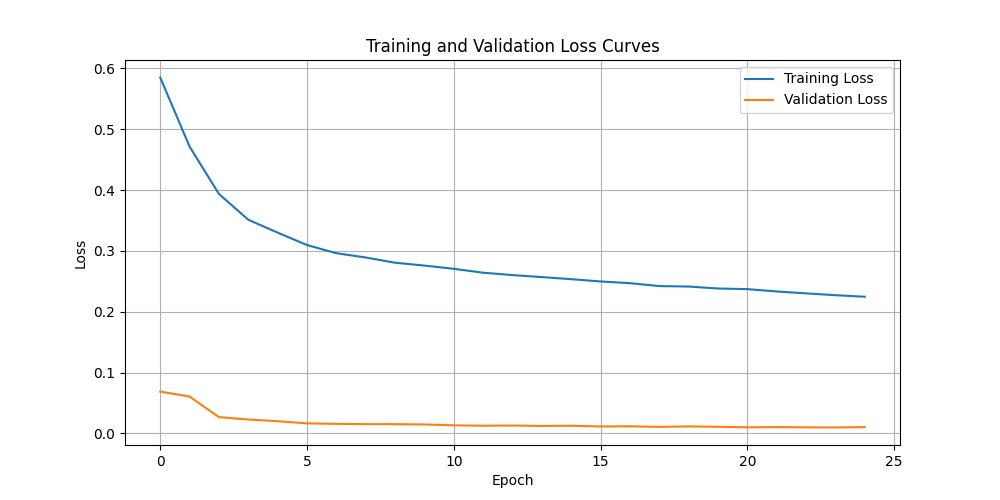 Training and Validation Loss Curves
Training Loss
Validation Loss
Loss
0.6
0.5
0.4
0.3
0.2
0.1
0.0
0 5 10 15 20 25
Epoch